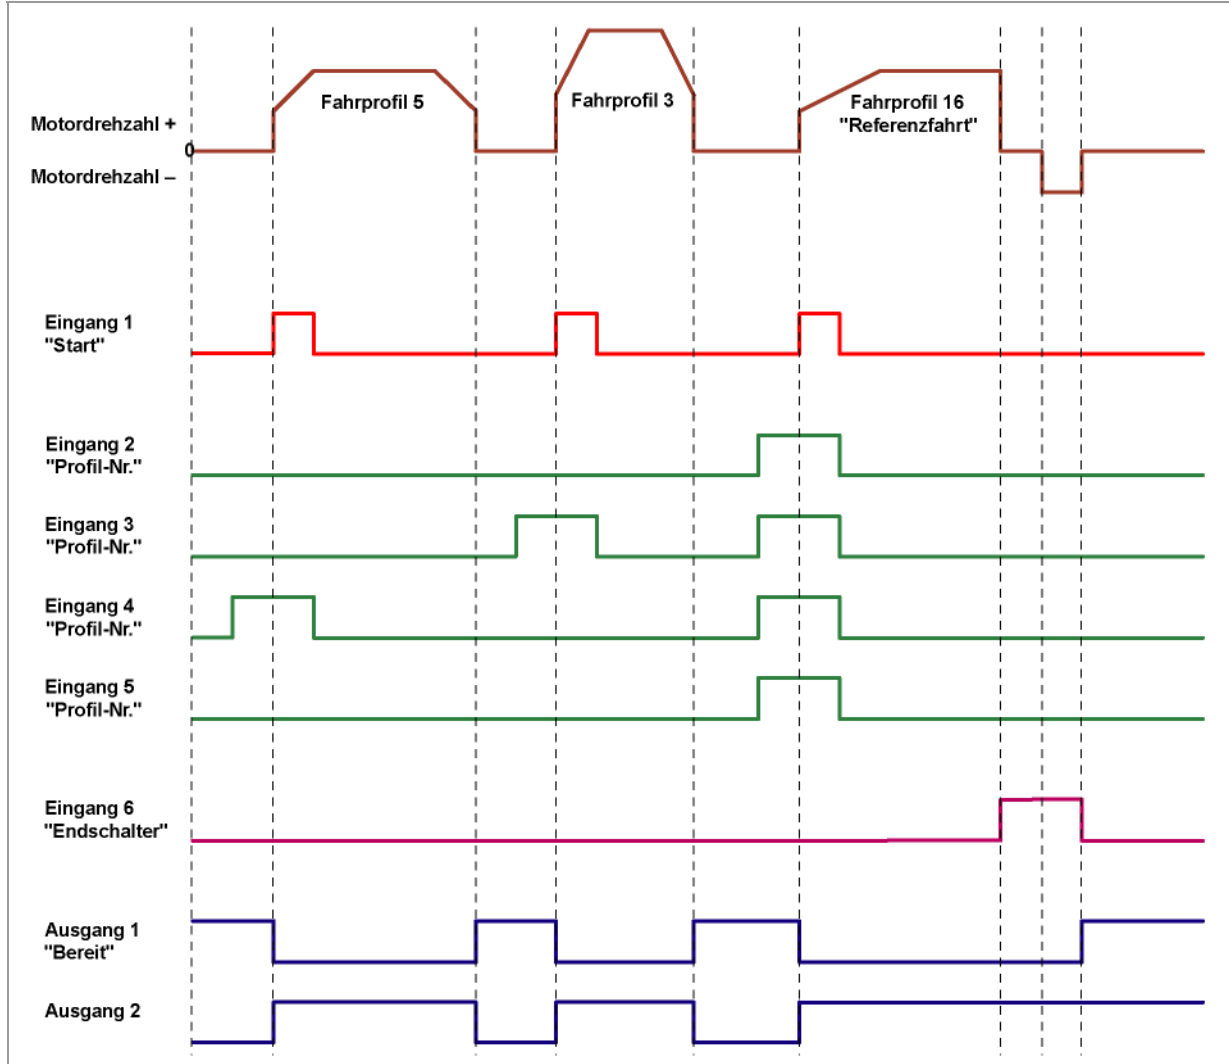 Fahrprofil 5
Fahrprofil 3
Fahrprofil 16
"Referenzfahrt"
Motordrehzahl +
0
Motordrehzahl –
Eingang 1
"Start"
Eingang 2
"Profil-Nr."
Eingang 3
"Profil-Nr."
Eingang 4
"Profil-Nr."
Eingang 5
"Profil-Nr."
Eingang 6
"Endschalter"
Ausgang 1
"Bereit"
Ausgang 2